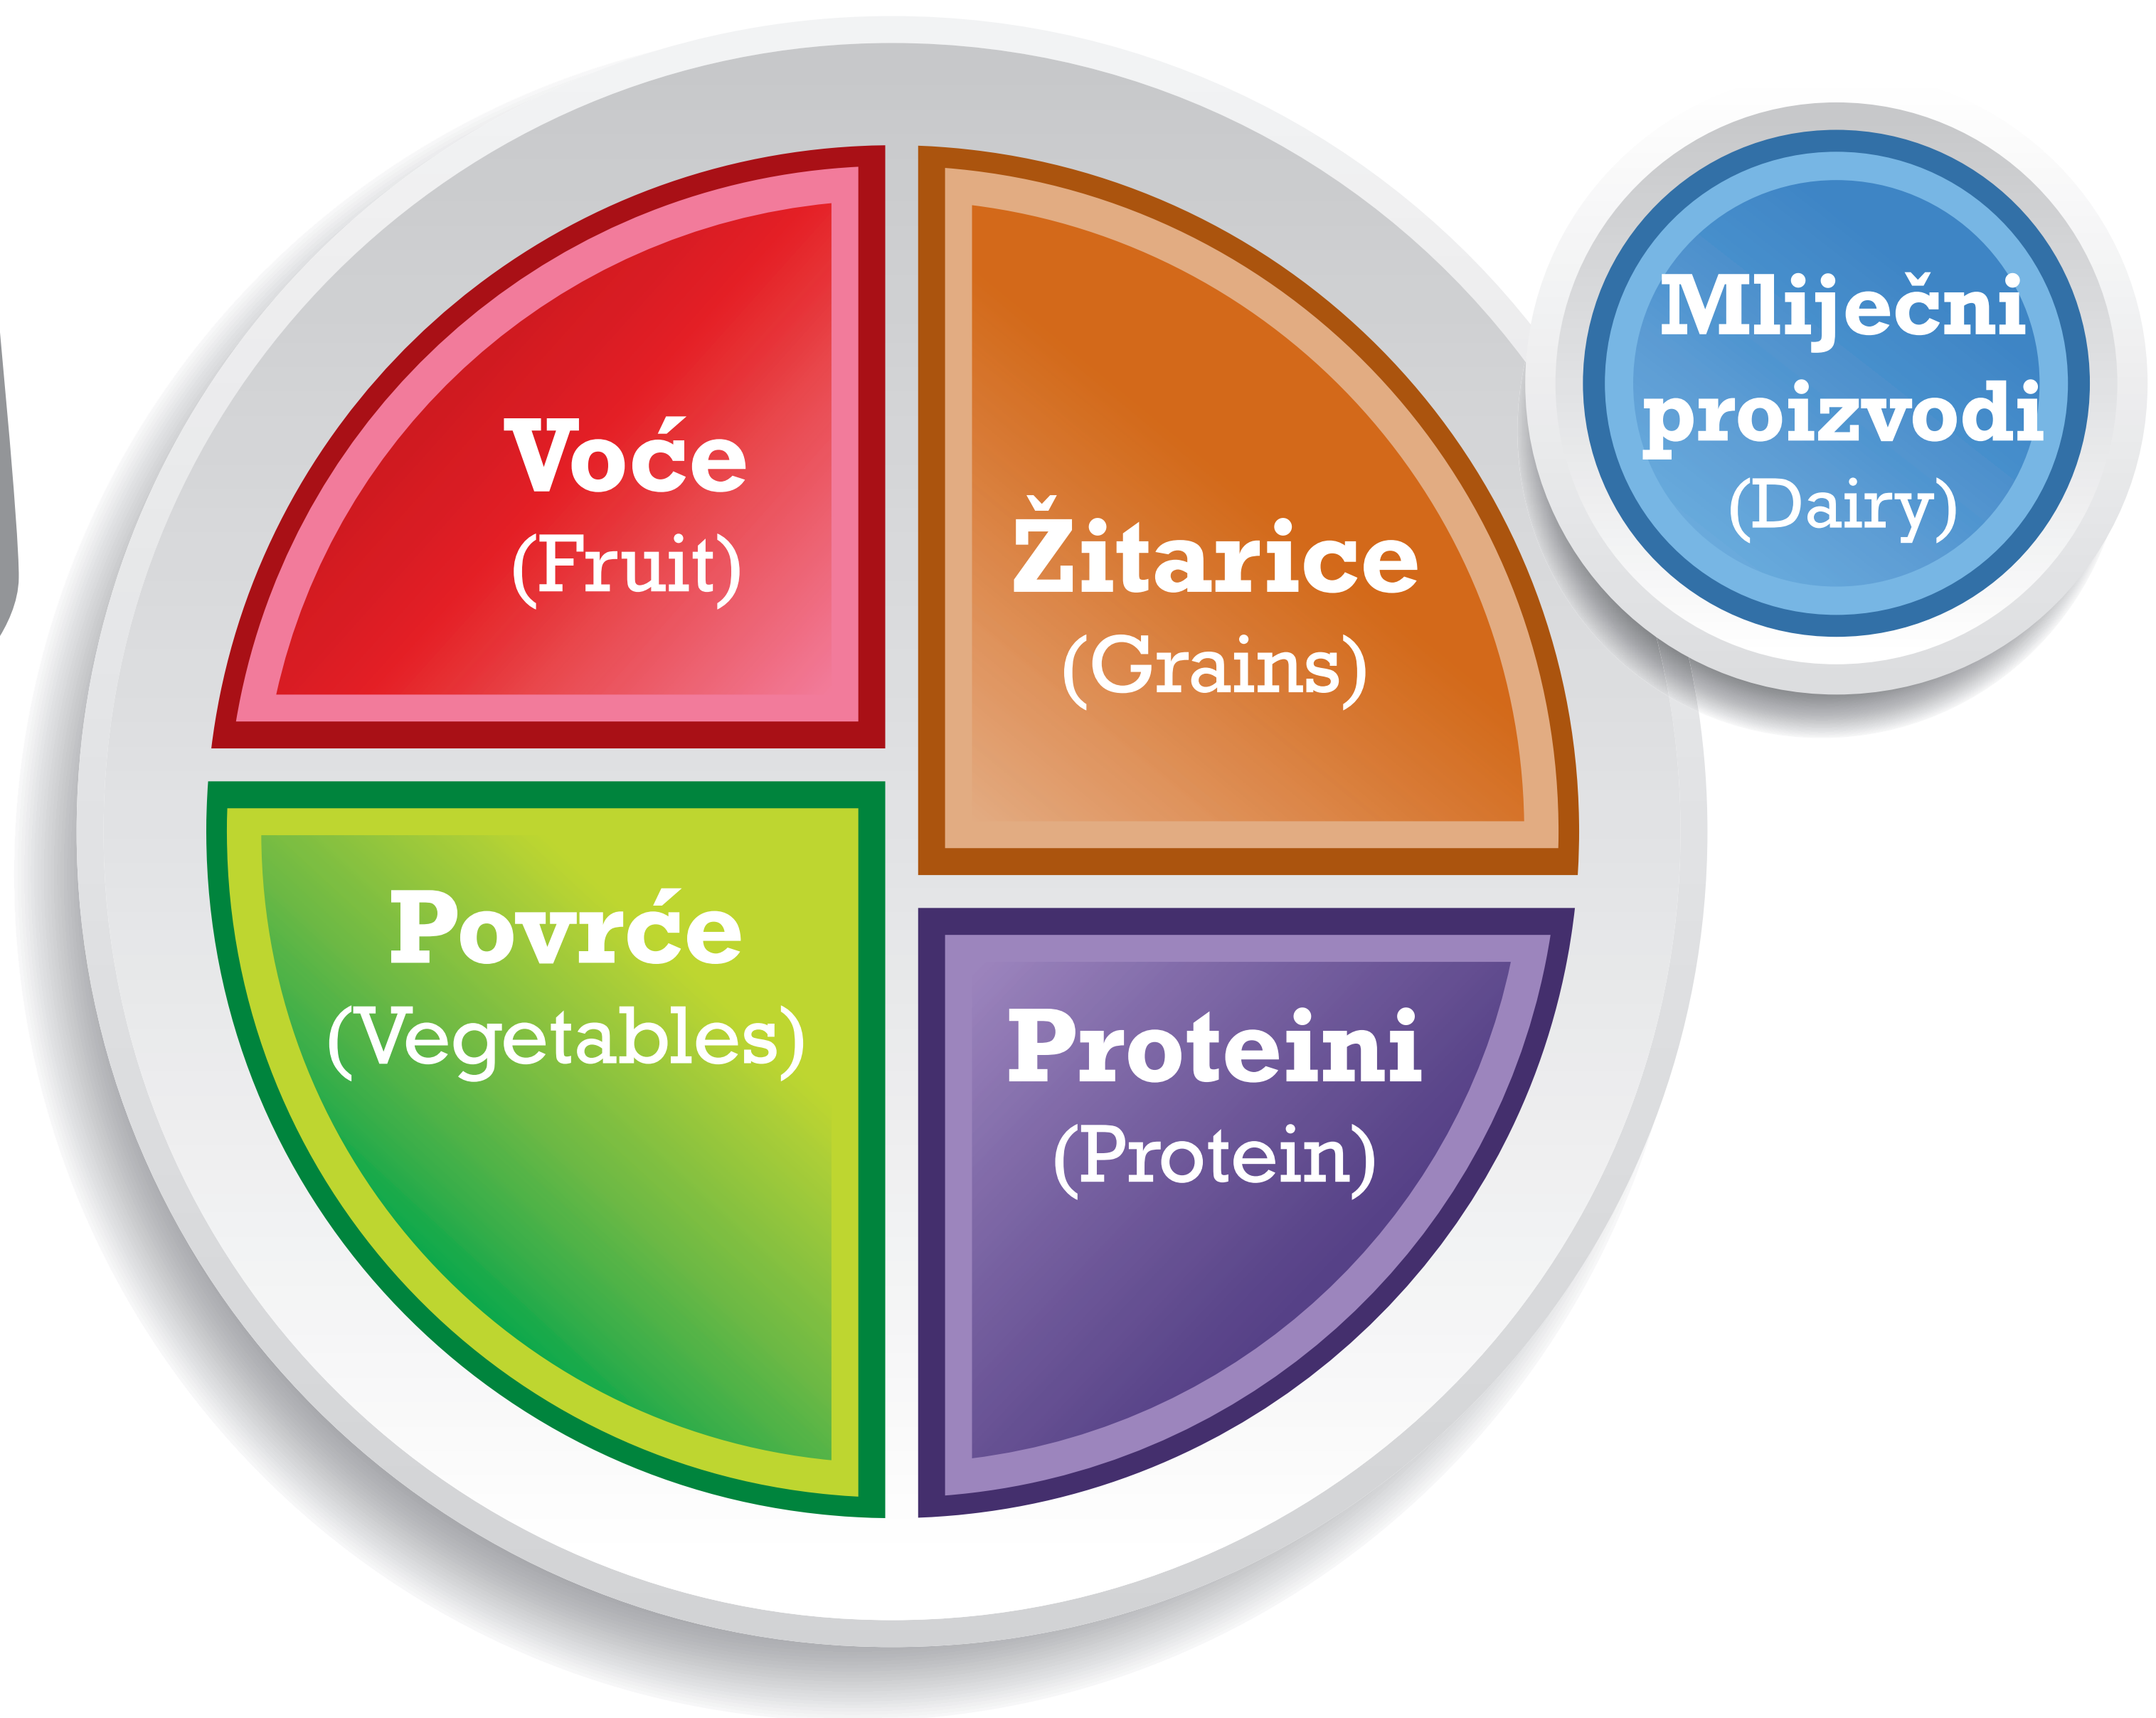 Voće
(Fruit)
Žitarice
(Grains)
Mliječni
proizvodi
(Dairy)
Povrće
(Vegetables)
Proteini
(Protein)